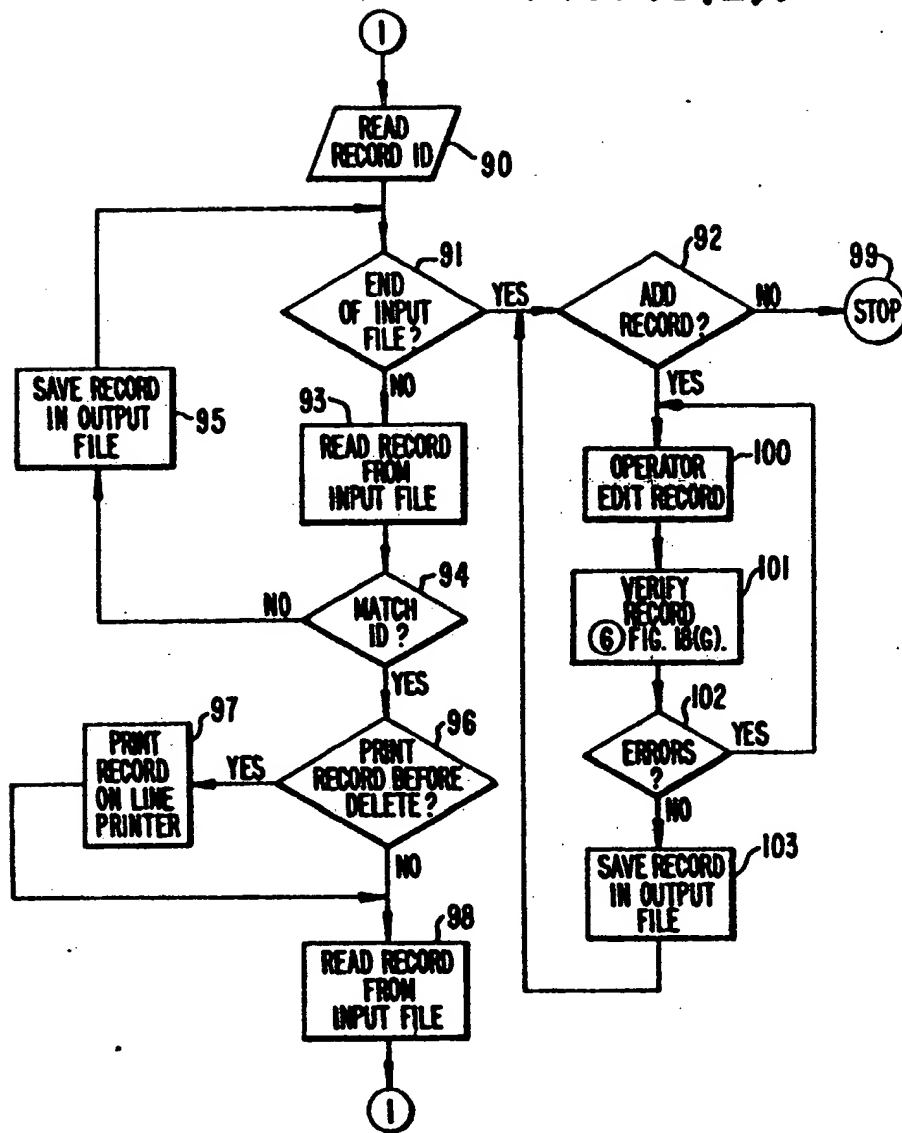 1
READ
RECORD ID
90
91
END
OF INPUT
FILE?
YES
NO
92
ADD
RECORD?
NO
YES
99
STOP
93
READ RECORD
FROM
INPUT FILE
SAVE RECORD
IN OUTPUT
FILE
95
94
MATCH
ID?
NO
YES
96
PRINT
RECORD BEFORE
DELETE?
YES
NO
97
PRINT
RECORD
ON LINE
PRINTER
98
READ RECORD
FROM
INPUT FILE
1
100
OPERATOR
EDIT RECORD
101
VERIFY
RECORD
6 FIG. 18(G).
102
ERRORS
?
YES
NO
103
SAVE RECORD
IN OUTPUT
FILE